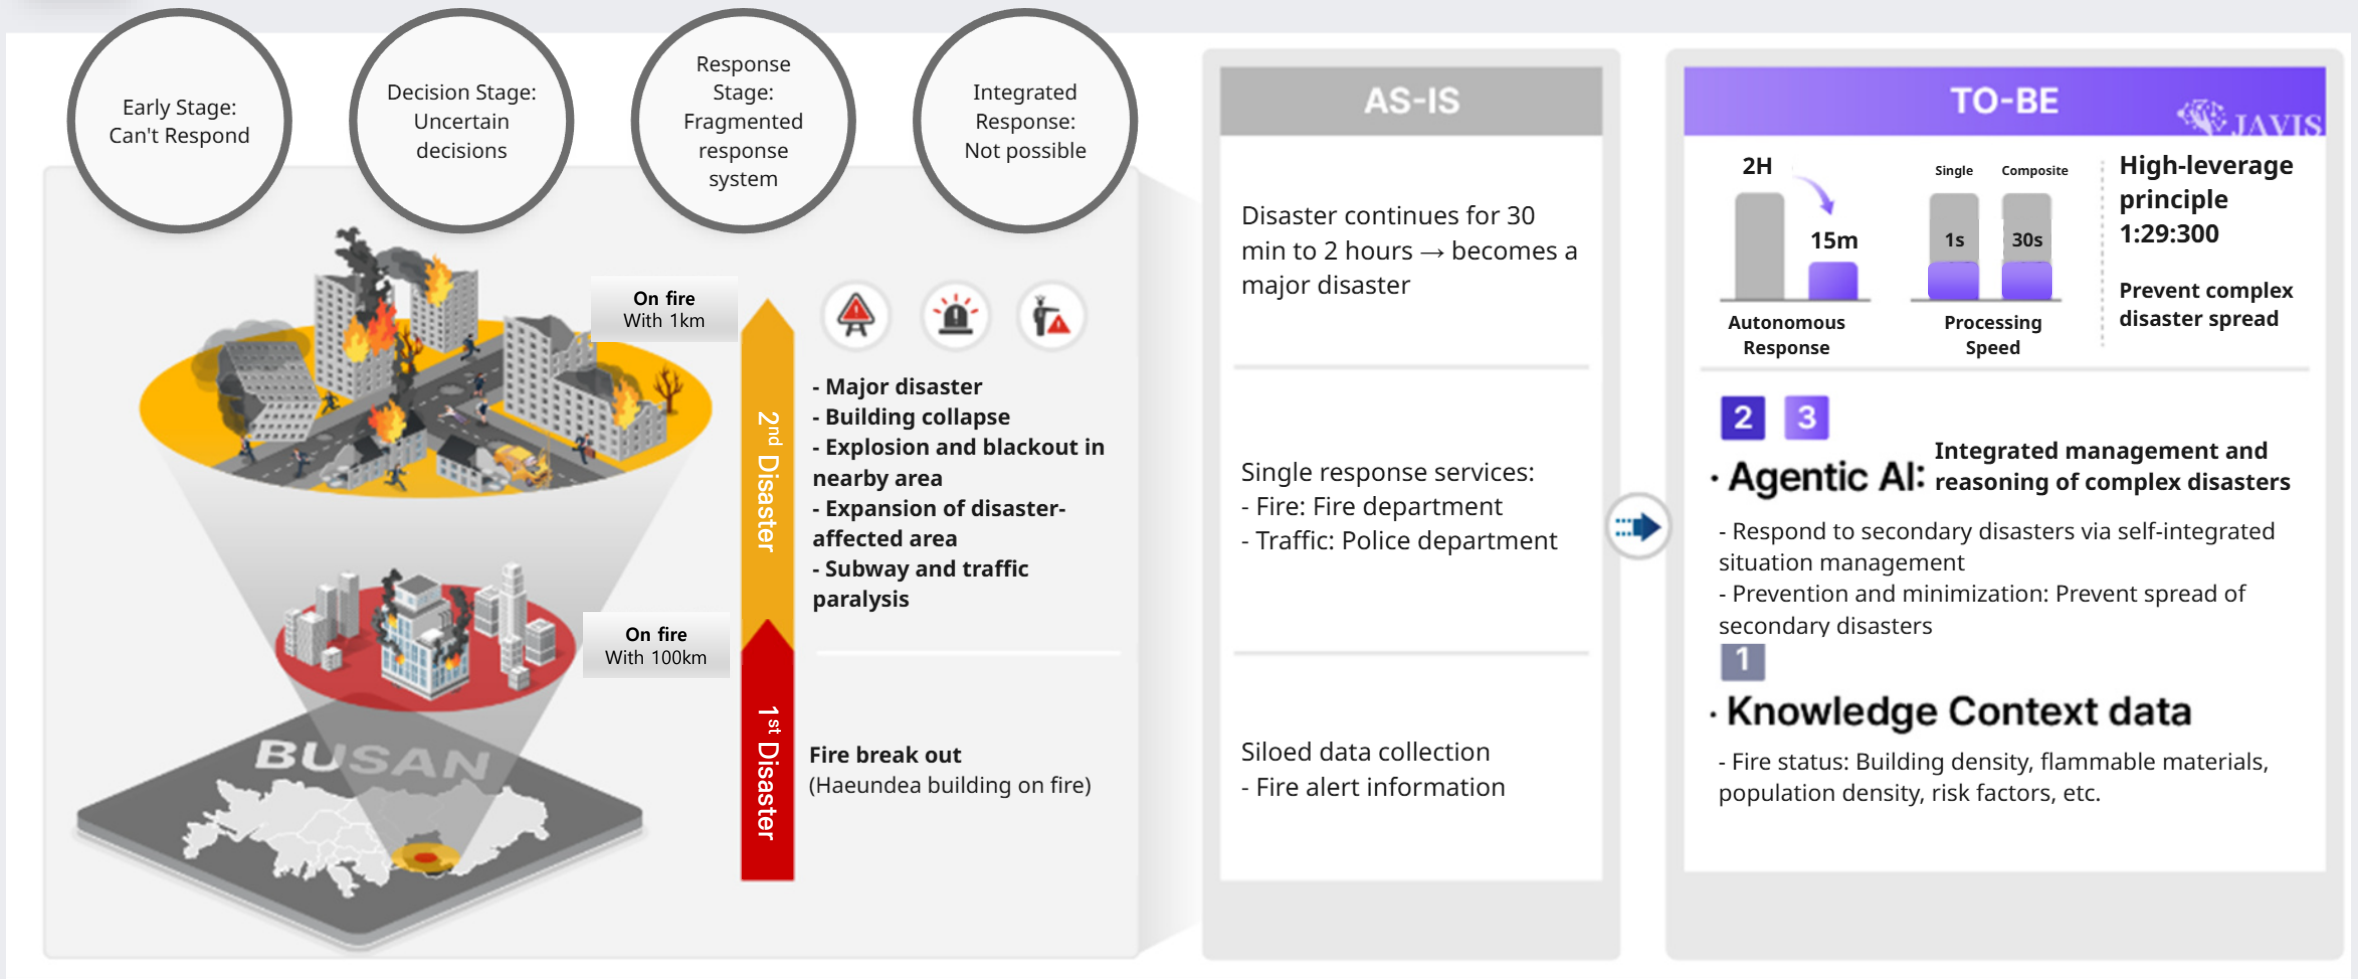 Early Stage:
Can't Respond
Decision Stage:
Uncertain
decisions
Response
Stage:
Fragmented
response
system
Integrated
Response:
Not possible
On fire
With 1km
On fire
With 100km
BUSAN
2nd Disaster
1st Disaster
- Major disaster
- Building collapse
- Explosion and blackout in
nearby area
- Expansion of disaster-
affected area
- Subway and traffic
paralysis
Fire break out
(Haeundea building on fire)
AS-IS
Disaster continues for 30
min to 2 hours → becomes a
major disaster
Single response services:
- Fire: Fire department
- Traffic: Police department
Siloed data collection
- Fire alert information
TO-BE
JAVIS
2H
15m
Autonomous
Response
Single Composite
1s 30s
Processing
Speed
High-leverage
principle
1:29:300
Prevent complex
disaster spread
2 3
· Agentic AI:
Integrated management and
reasoning of complex disasters
- Respond to secondary disasters via self-integrated
situation management
- Prevention and minimization: Prevent spread of
secondary disasters
1
· Knowledge Context data
- Fire status: Building density, flammable materials,
population density, risk factors, etc.